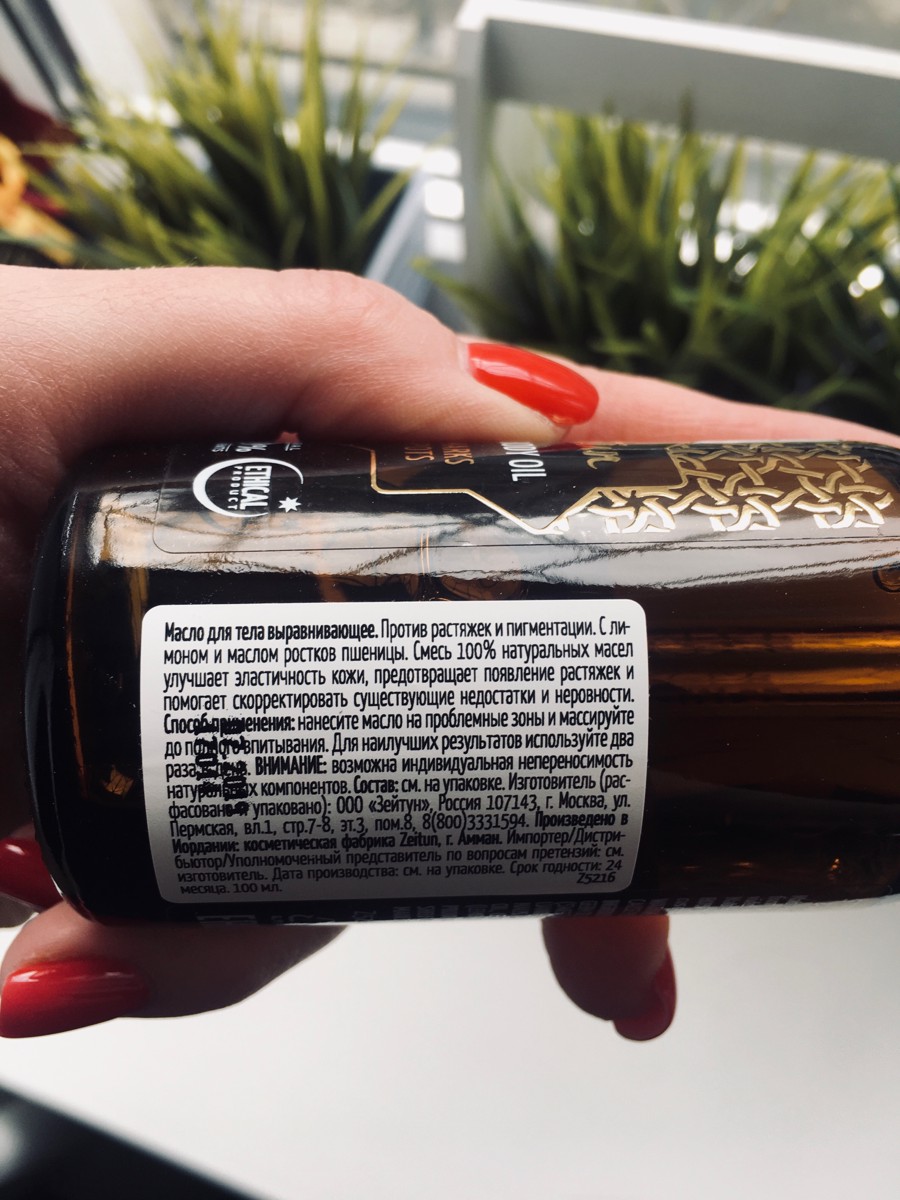 ETHICAL
PRODUCT
OIL
Масло для тела выравнивающее. Против растяжек и пигментации. С ли-
моном и маслом ростков пшеницы. Смесь 100% натуральных масел
улучшает эластичность кожи, предотвращает появление растяжек и
помогает скорректировать существующие недостатки и неровности.
Способ применения: нанесите масло на проблемные зоны и массируйте
до полного впитывания. Для наилучших результатов используйте два
раза в день. ВНИМАНИЕ: возможна индивидуальная непереносимость
натуральных компонентов. Состав: см. на упаковке. Изготовитель (рас-
фасовано и упаковано): ООО «Зейтун», Россия 107143, г. Москва, ул.
Пермская, вл.1, стр.7-8, эт.3, пом.8, 8(800)3331594. Произведено в
Иордании: косметическая фабрика Zeitun, г. Амман. Импортер/Дистри-
бьютор/Уполномоченный представитель по вопросам претензий: см.
изготовитель. Дата производства: см. на упаковке. Срок годности: 24
месяца. 100 мл.
Z5216